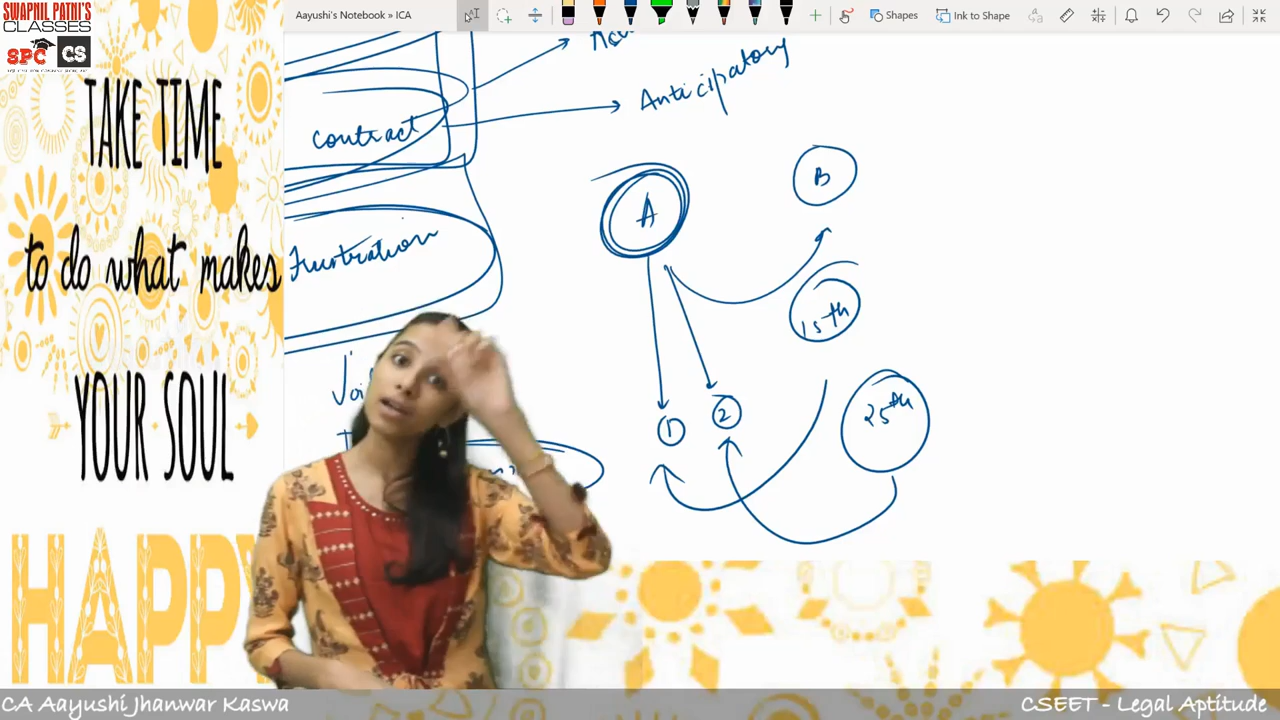 SWAPNIL PATNI'S
CLASSES
SPC CS
Aayushi's Notebook » ICA
Shapes
Ink to Shape
TAKE TIME
to do what makes
YOUR SOUL
HAPPY
contract
Anticipatory
Frustration
A
B
15th
25th
1
2
CA Aayushi Jhanwar Kaswa
CSEET - Legal Aptitude